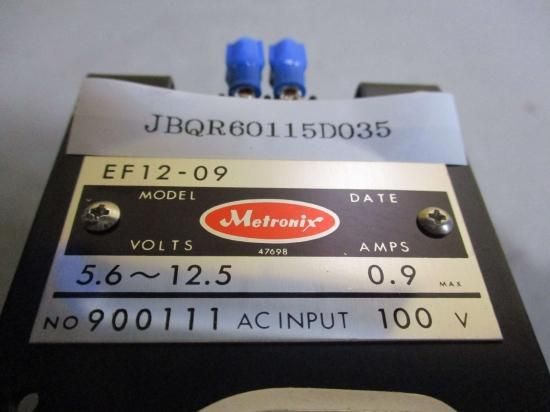 JBQR60115D035
EF12-09
MODEL DATE
Metronix
VOLTS 47698 AMPS
5.6~12.5 0.9 MAX
NO 900111 AC INPUT 100 V